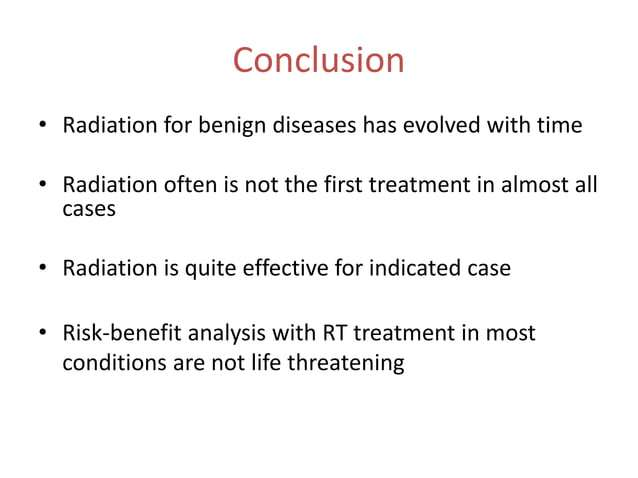 Conclusion
• Radiation for benign diseases has evolved with time
• Radiation often is not the first treatment in almost all
cases
• Radiation is quite effective for indicated case
• Risk-benefit analysis with RT treatment in most
conditions are not life threatening